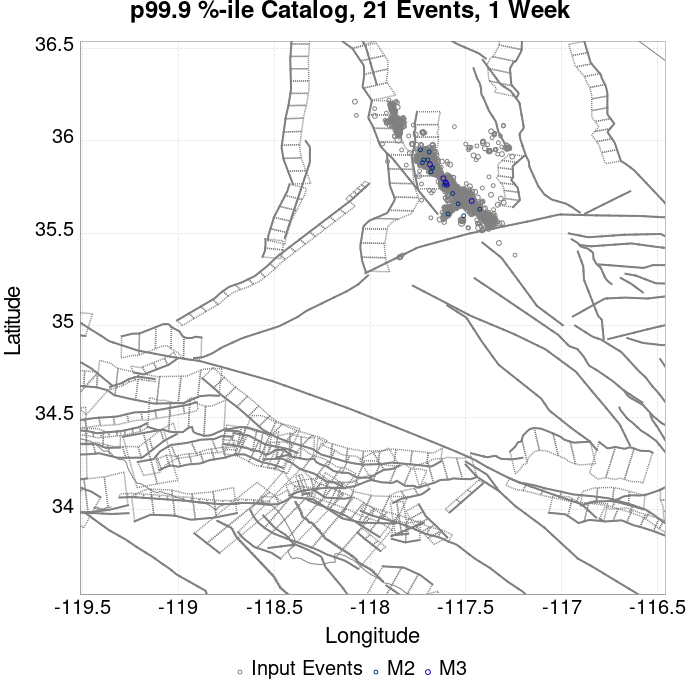 p99.9 %-ile Catalog, 21 Events, 1 Week
36.5
36
35.5
35
34.5
34
Latitude
-119.5 -119 -118.5 -118 -117.5 -117 -116.5
Longitude
Input Events M2 M3